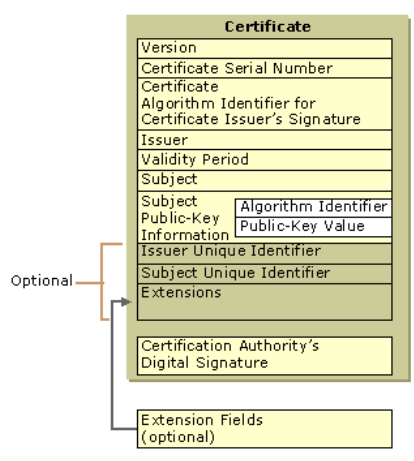 Certificate
Version
Certificate Serial Number
Certificate
Algorithm Identifier for
Certificate Issuer's Signature
Issuer
Validity Period
Subject
Subject
Public-Key
Information
Algorithm Identifier
Public-Key Value
Optional
Issuer Unique Identifier
Subject Unique Identifier
Extensions
Certification Authority's
Digital Signature
Extension Fields
(optional)